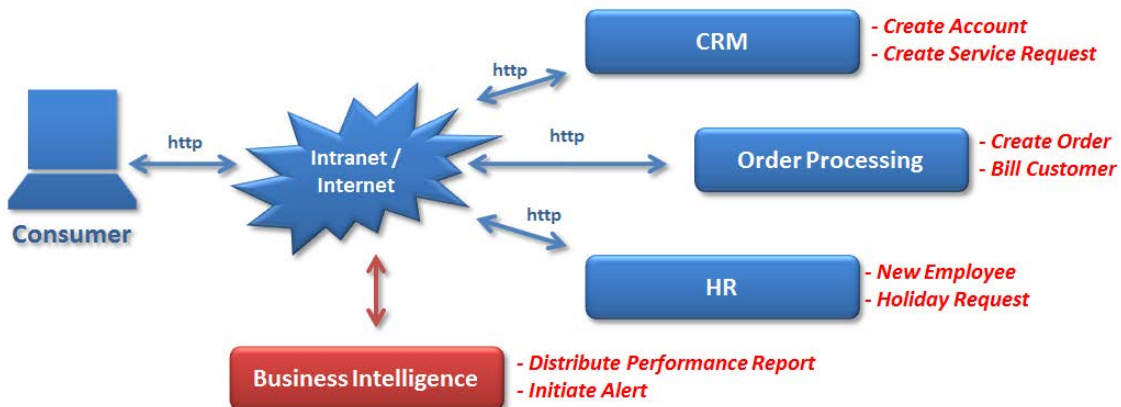 CRM
- Create Account
- Create Service Request
http
http
http
Intranet /
Internet
Order Processing
- Create Order
- Bill Customer
Consumer
http
HR
- New Employee
- Holiday Request
Business Intelligence
- Distribute Performance Report
- Initiate Alert